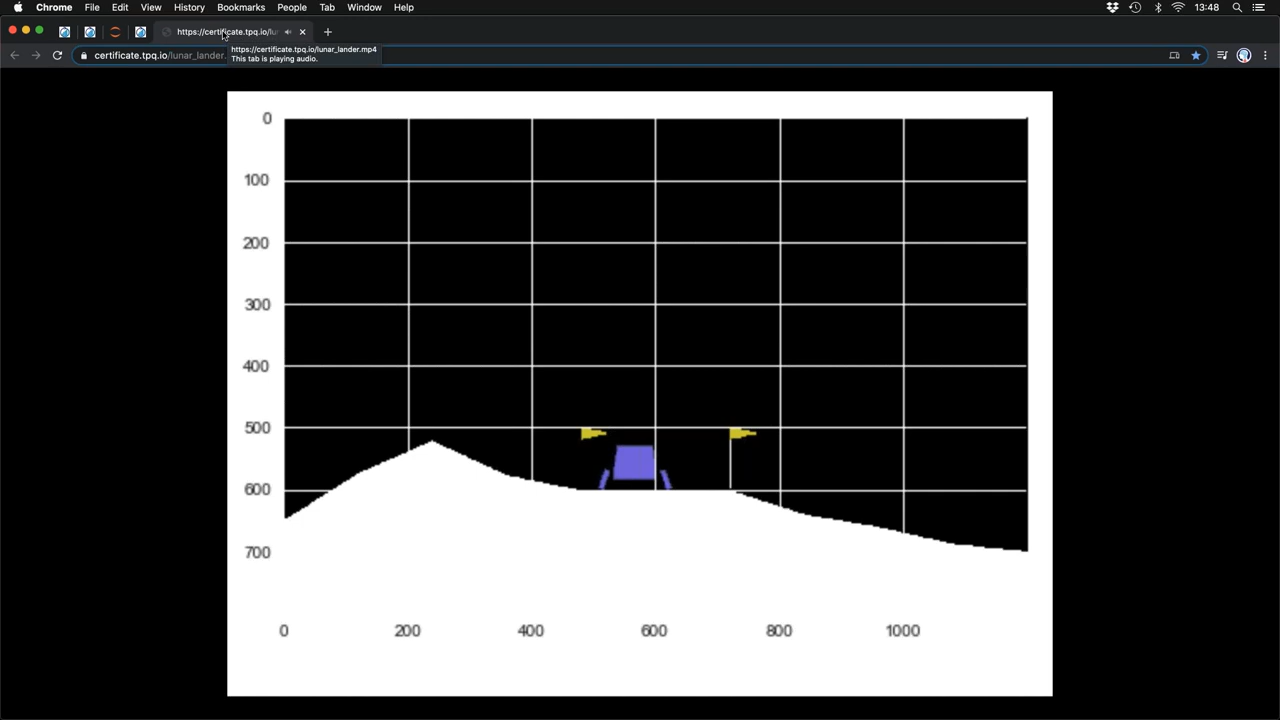 Chrome File Edit View History Bookmarks People Tab Window Help 13:48
https://certificate.tpq.io/lu
certificate.tpq.io/lunar_lander.
https://certificate.tpq.io/lunar_lander.mp4
This tab is playing audio.
0
100
200
300
400
500
600
700
0 200 400 600 800 1000